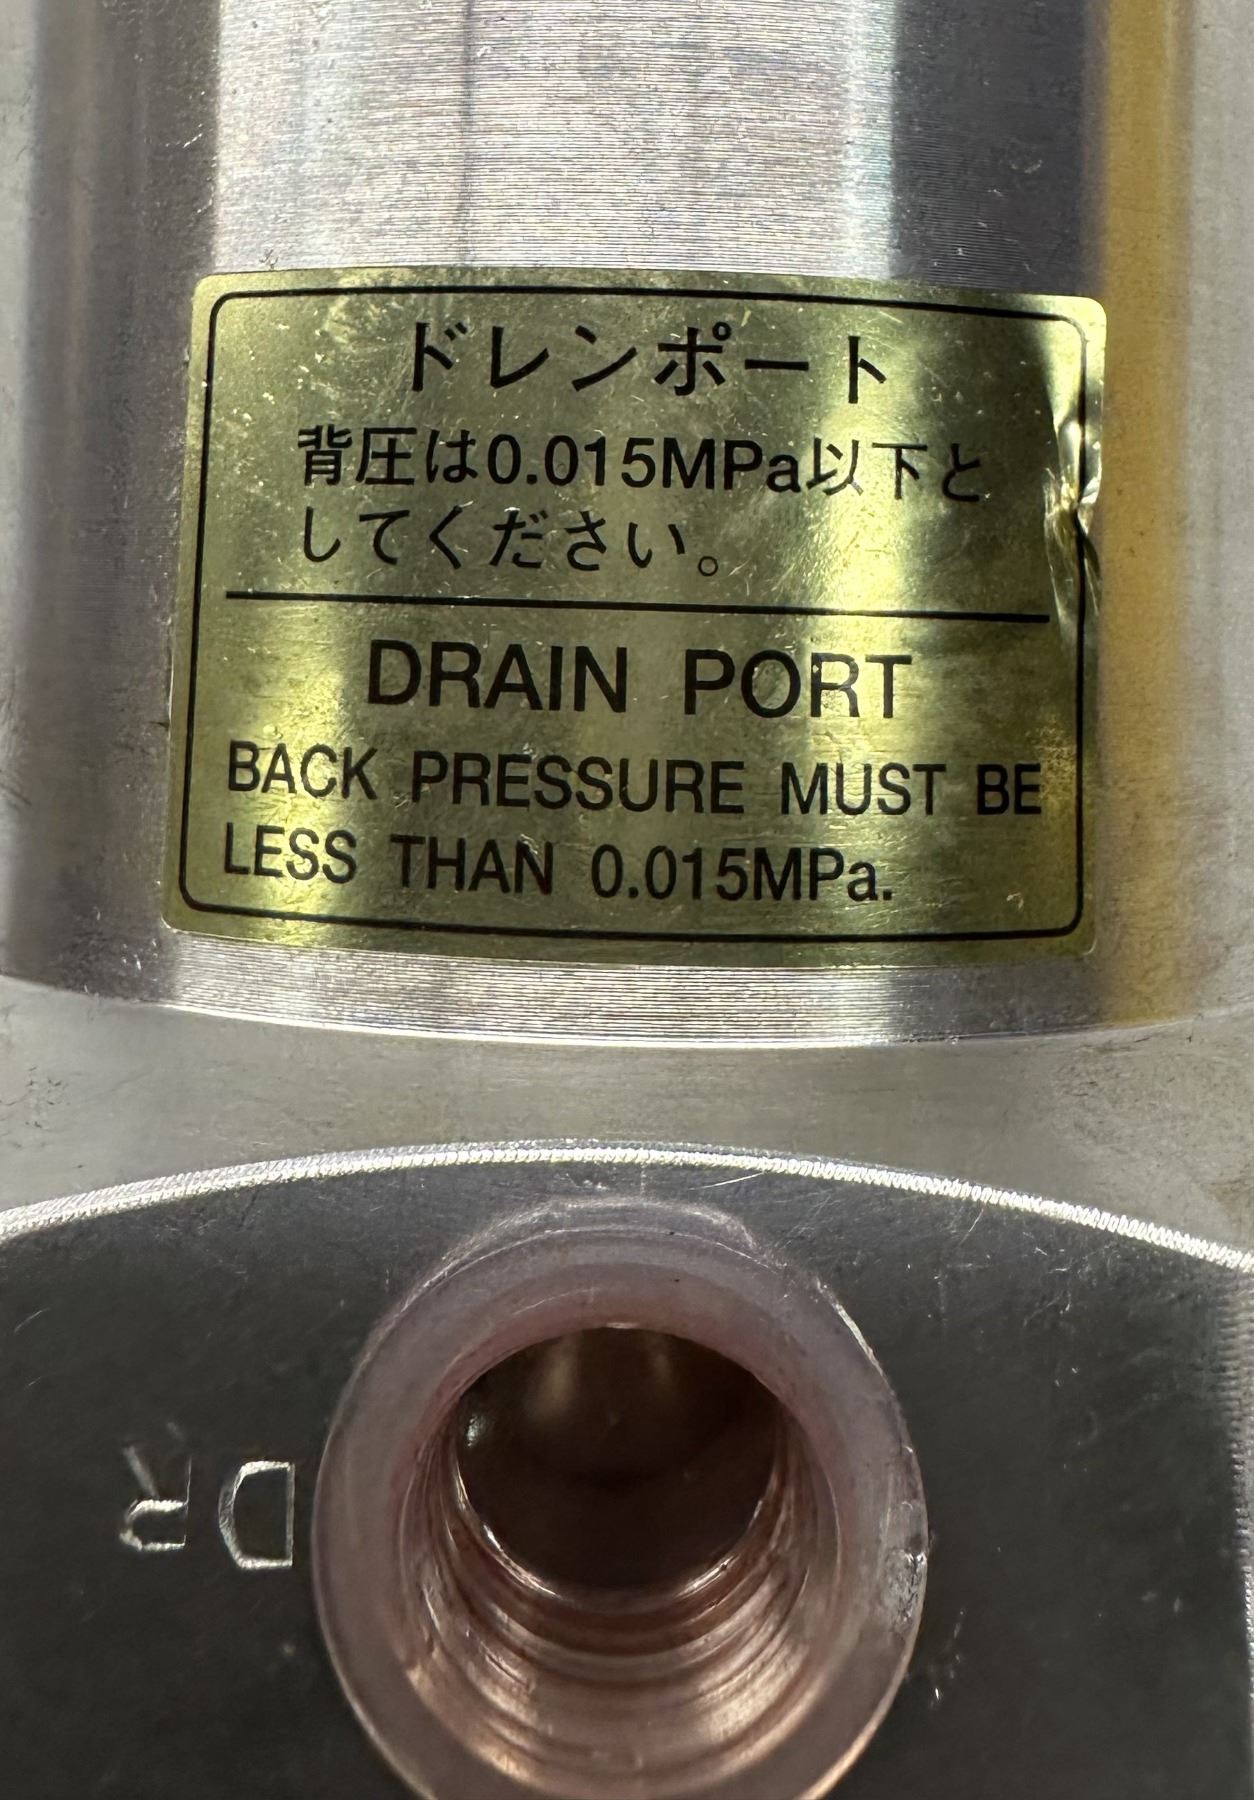 ドレンポート
背圧は0.015MPa以下と
してください。
DRAIN PORT
BACK PRESSURE MUST BE
LESS THAN 0.015MPa.
DR